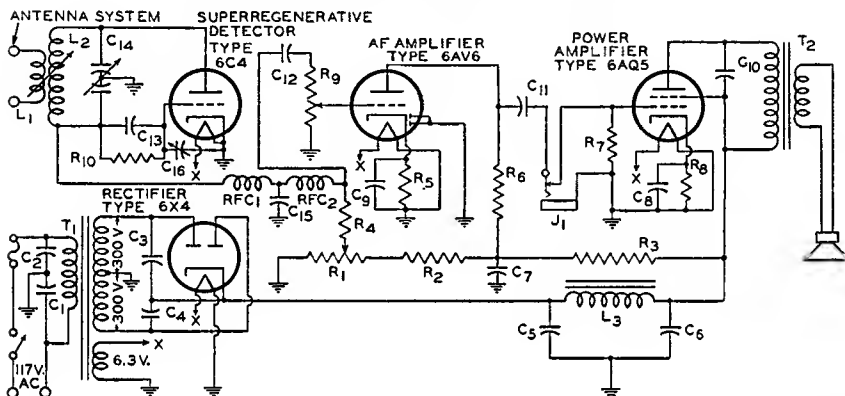 ANTENNA SYSTEM
SUPERREGENERATIVE
DETECTOR
TYPE
6C4
AF AMPLIFIER
TYPE 6AV6
POWER
AMPLIFIER
TYPE 6AQ5
T2
L2
C14
L1
C13
R10
C16
X
C12
R9
X
C9
R5
C11
R6
R7
X
C8
R8
J1
C10
RFC1
RFC2
C15
R4
R1
R2
C7
R3
RECTIFIER
TYPE 6X4
T1
C2
C1
300 V.
300 V.
C3
C4
X
X
6.3V.
117V.
AC
C5
L3
C6